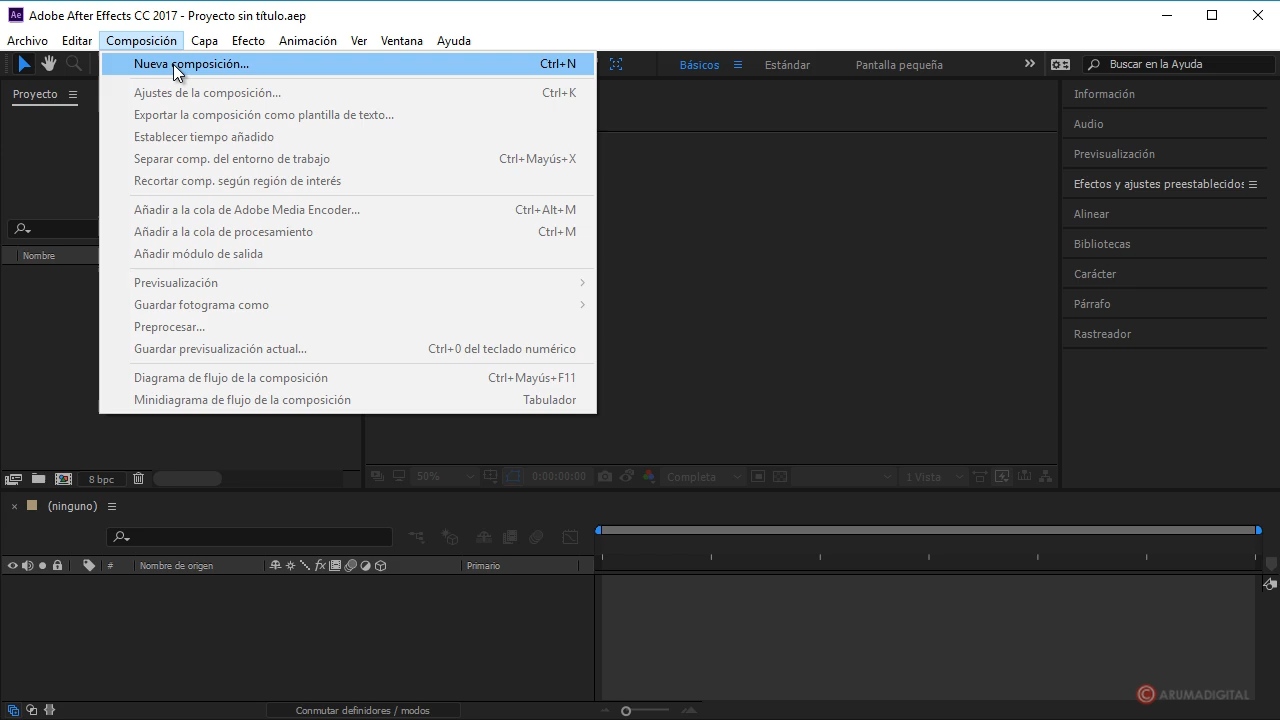 Ae Adobe After Effects CC 2017 - Proyecto sin título.aep
Archivo Editar Composición Capa Efecto Animación Ver Ventana Ayuda
Nueva composición... Ctrl+N
Ajustes de la composición... Ctrl+K
Exportar la composición como plantilla de texto...
Establecer tiempo añadido
Separar comp. del entorno de trabajo Ctrl+Mayús+X
Recortar comp. según región de interés
Añadir a la cola de Adobe Media Encoder... Ctrl+Alt+M
Añadir a la cola de procesamiento Ctrl+M
Añadir módulo de salida
Previsualización
Guardar fotograma como
Preprocesar...
Guardar previsualización actual... Ctrl+0 del teclado numérico
Diagrama de flujo de la composición Ctrl+Mayús+F11
Minidiagrama de flujo de la composición Tabulador
Básicos Estándar Pantalla pequeña Buscar en la Ayuda
Proyecto
Nombre
8 bpc
Información
Audio
Previsualización
Efectos y ajustes preestablecidos
Alinear
Bibliotecas
Carácter
Párrafo
Rastreador
50% 0:00:00:00 Completa 1 Vista
(ninguno)
# Nombre de origen fx Primario
Conmutar definidores / modos
© ARUMADIGITAL